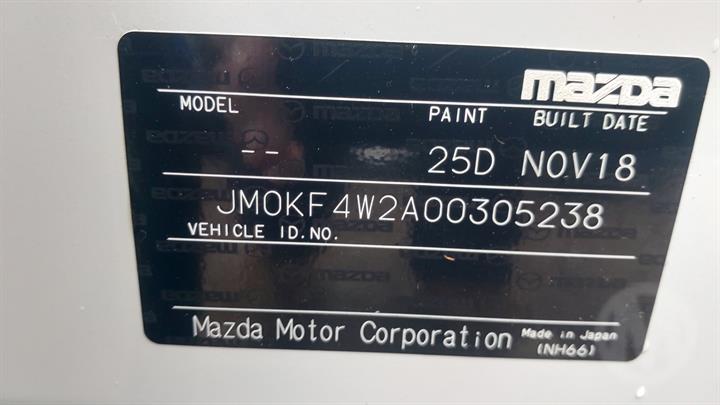 mazda
MODEL PAINT BUILT DATE
-- 25D NOV18
JM0KF4W2A00305238
VEHICLE ID.NO.
Mazda Motor Corporation Made in Japan
(NH66)